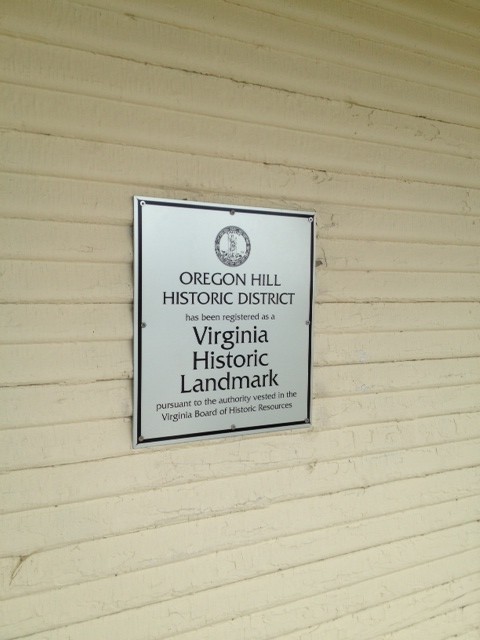 OREGON HILL
HISTORIC DISTRICT
has been registered as a
Virginia
Historic
Landmark
pursuant to the authority vested in the
Virginia Board of Historic Resources